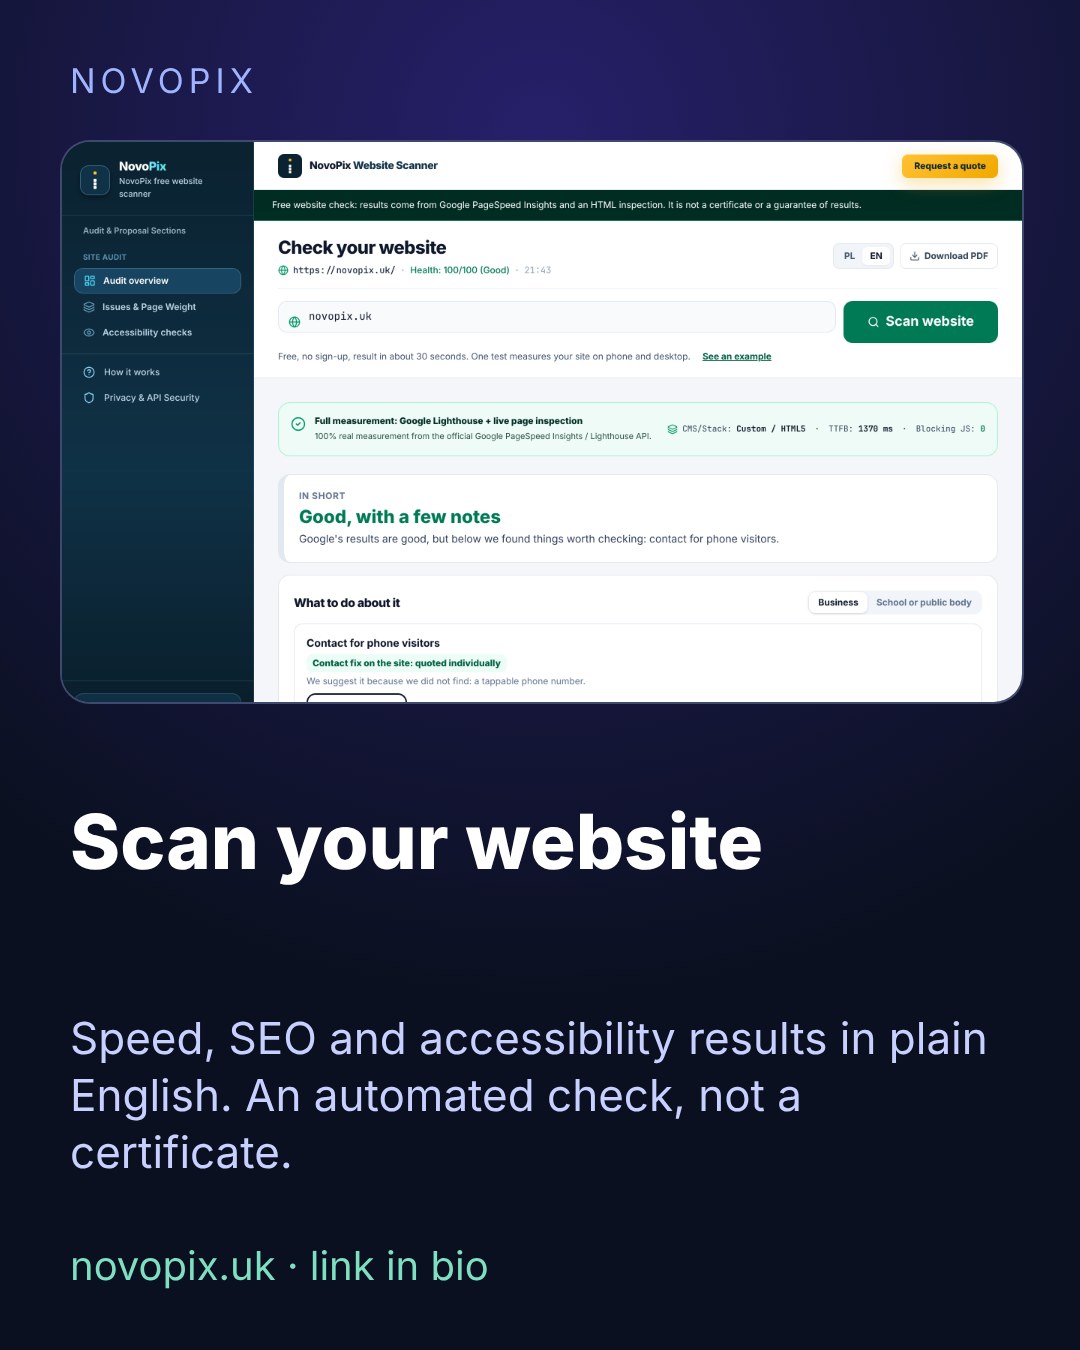 NOVOPIX
NovoPix
NovoPix free website
scanner
Audit & Proposal Sections
SITE AUDIT
Audit overview
Issues & Page Weight
Accessibility checks
How it works
Privacy & API Security
NovoPix Website Scanner
Request a quote
Free website check: results come from Google PageSpeed Insights and an HTML inspection. It is not a certificate or a guarantee of results.
Check your website
https://novopix.uk/ · Health: 100/100 (Good) · 21:43
PL EN
Download PDF
novopix.uk
Scan website
Free, no sign-up, result in about 30 seconds. One test measures your site on phone and desktop. See an example
Full measurement: Google Lighthouse + live page inspection
100% real measurement from the official Google PageSpeed Insights / Lighthouse API.
CMS/Stack: Custom / HTML5 · TTFB: 1370 ms · Blocking JS: 0
IN SHORT
Good, with a few notes
Google's results are good, but below we found things worth checking: contact for phone visitors.
What to do about it
Business School or public body
Contact for phone visitors
Contact fix on the site: quoted individually
We suggest it because we did not find: a tappable phone number.
Scan your website
Speed, SEO and accessibility results in plain
English. An automated check, not a
certificate.
novopix.uk · link in bio